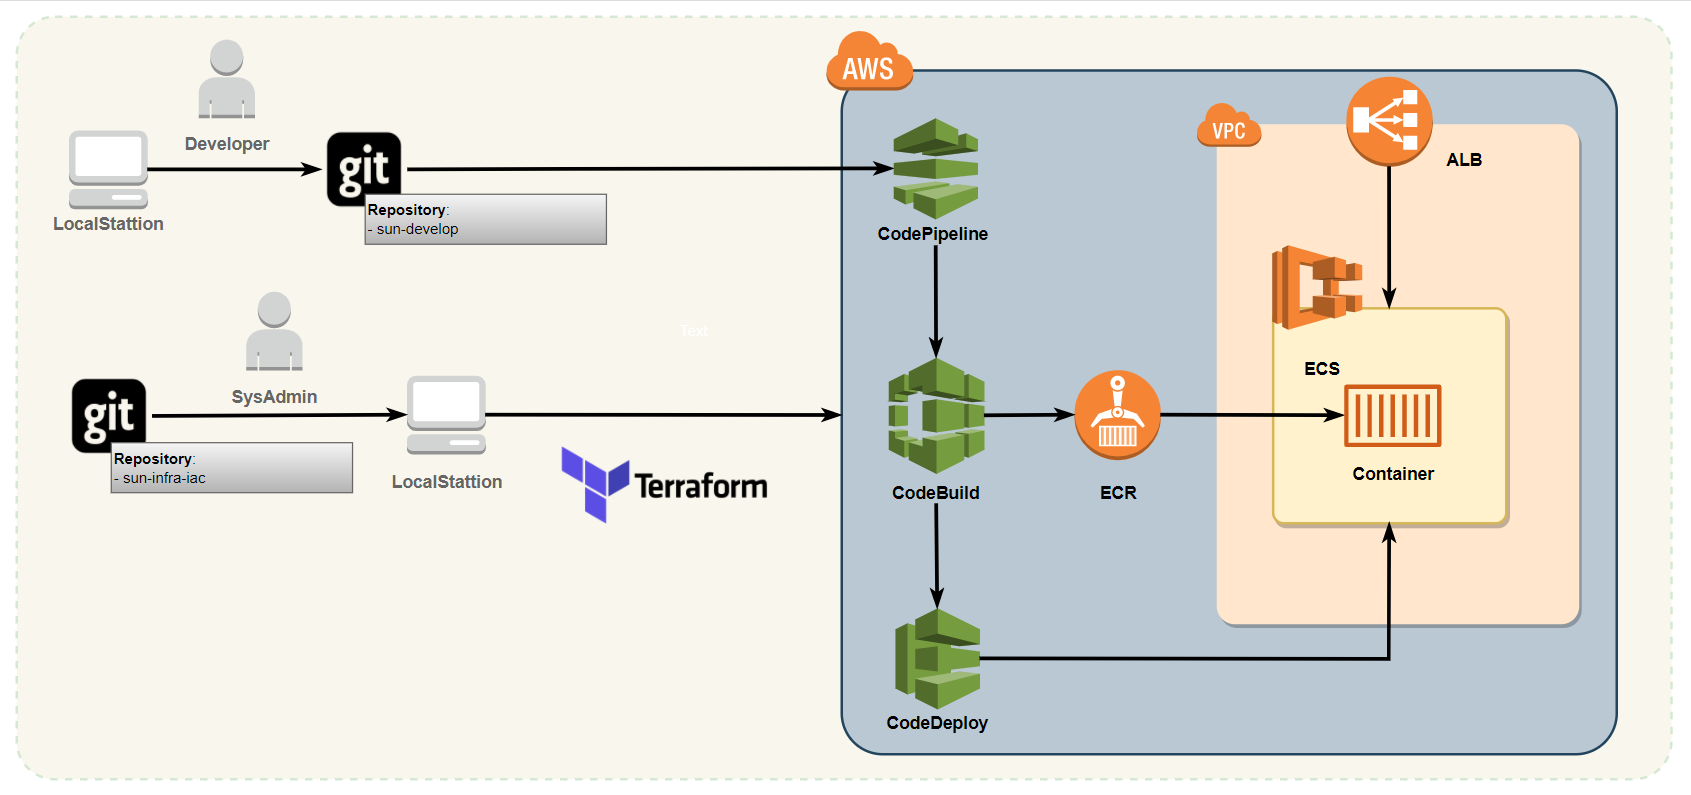 AWS
VPC
ALB
Developer
git
LocalStattion
Repository:
- sun-develop
CodePipeline
Text
ECS
SysAdmin
git
Repository:
- sun-infra-iac
LocalStattion
Terraform
CodeBuild
ECR
Container
CodeDeploy